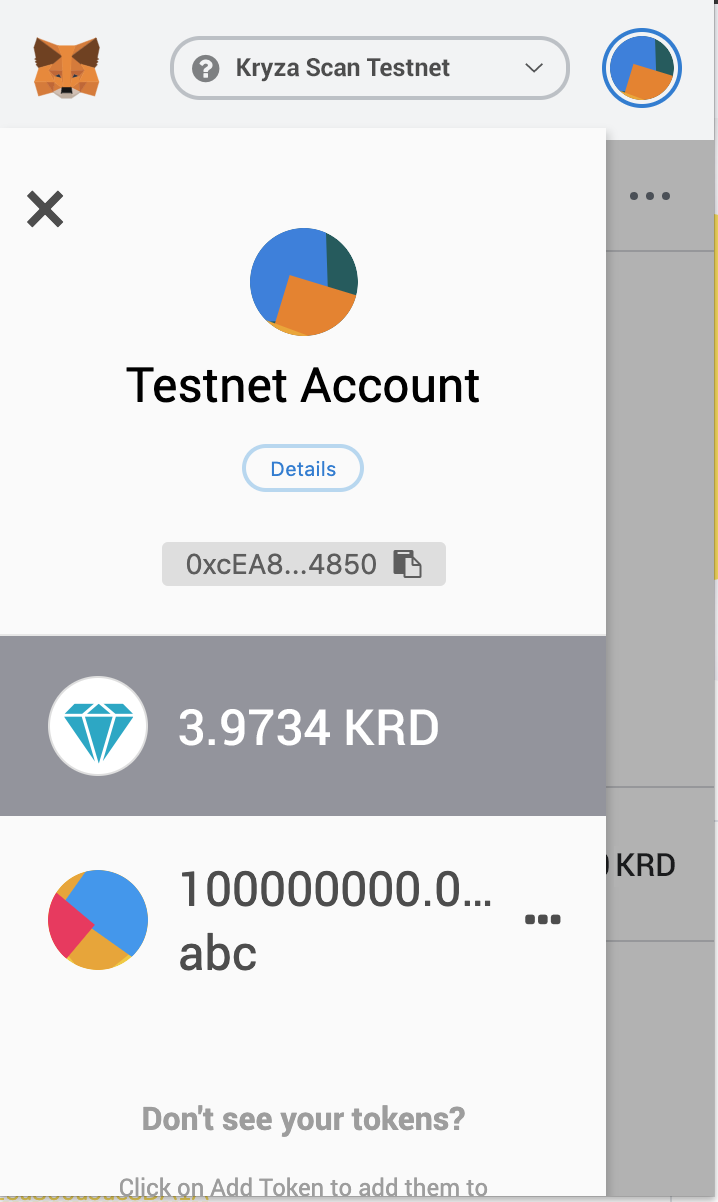 Kryza Scan Testnet
Testnet Account
Details
0xcEA8...4850
3.9734 KRD
100000000.0...
abc
KRD
Don't see your tokens?
Click on Add Token to add them to